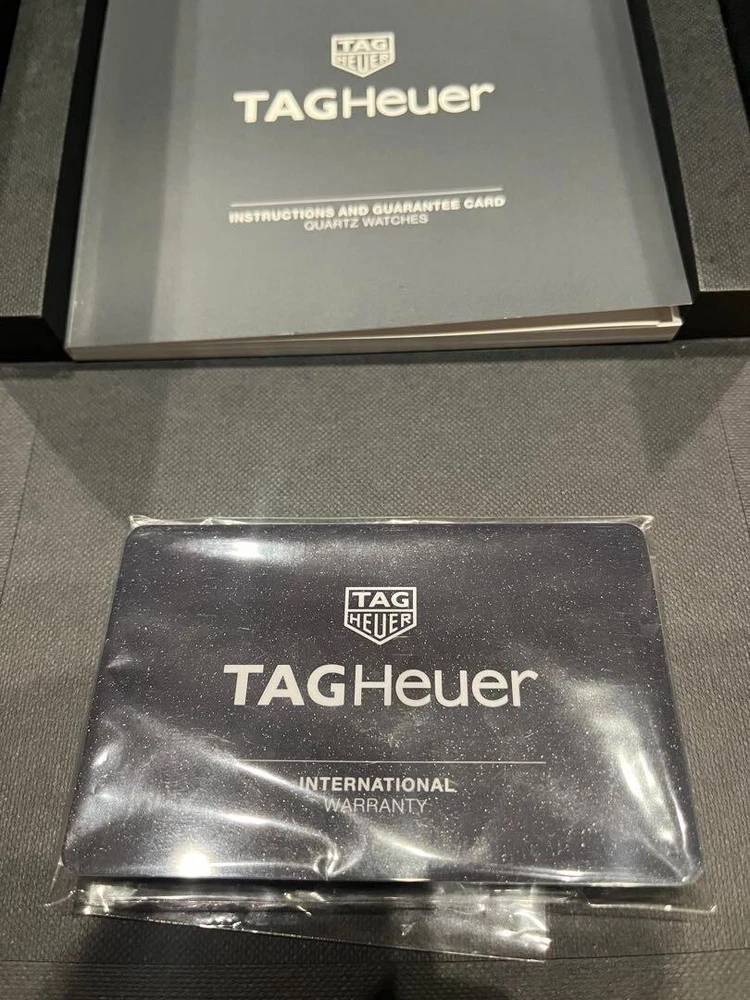 TAG
HEUER
TAGHeuer
INSTRUCTIONS AND GUARANTEE CARD
QUARTZ WATCHES
TAG
HEUER
TAGHeuer
INTERNATIONAL
WARRANTY